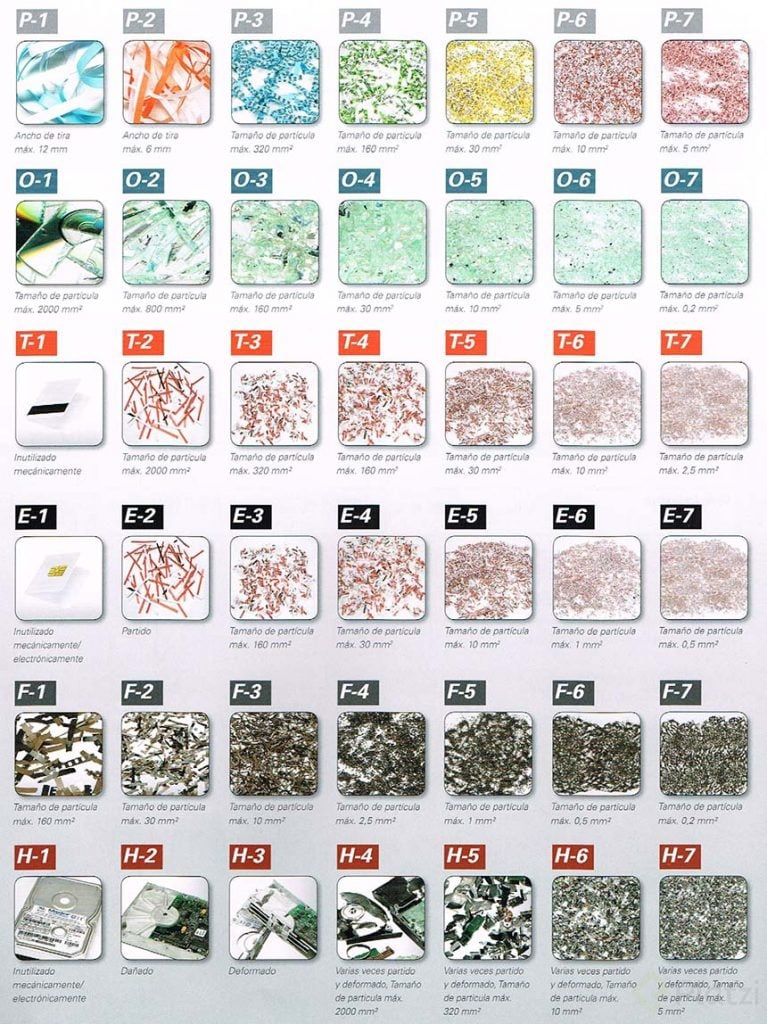 P-1 P-2 P-3 P-4 P-5 P-6 P-7
Ancho de tira Ancho de tira Tamaño de partícula Tamaño de partícula Tamaño de partícula Tamaño de partícula Tamaño de partícula
máx. 12 mm máx. 6 mm máx. 320 mm² máx. 160 mm² máx. 30 mm² máx. 10 mm² máx. 5 mm²
O-1 O-2 O-3 O-4 O-5 O-6 O-7
Tamaño de partícula Tamaño de partícula Tamaño de partícula Tamaño de partícula Tamaño de partícula Tamaño de partícula Tamaño de partícula
máx. 2000 mm² máx. 800 mm² máx. 160 mm² máx. 30 mm² máx. 10 mm² máx. 5 mm² máx. 0,2 mm²
T-1 T-2 T-3 T-4 T-5 T-6 T-7
Inutilizado Tamaño de partícula Tamaño de partícula Tamaño de partícula Tamaño de partícula Tamaño de partícula Tamaño de partícula
mecánicamente máx. 2000 mm² máx. 320 mm² máx. 160 mm² máx. 30 mm² máx. 10 mm² máx. 2,5 mm²
E-1 E-2 E-3 E-4 E-5 E-6 E-7
Inutilizado Partido Tamaño de partícula Tamaño de partícula Tamaño de partícula Tamaño de partícula Tamaño de partícula
mecánicamente/ máx. 160 mm² máx. 30 mm² máx. 10 mm² máx. 1 mm² máx. 0,5 mm²
electrónicamente
F-1 F-2 F-3 F-4 F-5 F-6 F-7
Tamaño de partícula Tamaño de partícula Tamaño de partícula Tamaño de partícula Tamaño de partícula Tamaño de partícula Tamaño de partícula
máx. 160 mm² máx. 30 mm² máx. 10 mm² máx. 2,5 mm² máx. 1 mm² máx. 0,5 mm² máx. 0,2 mm²
H-1 H-2 H-3 H-4 H-5 H-6 H-7
Inutilizado Dañado Deformado Varias veces partido Varias veces partido Varias veces partido Varias veces partido
mecánicamente/ y deformado, Tamaño y deformado, Tamaño y deformado, Tamaño y deformado, Tamaño
electrónicamente de partícula máx. de partícula máx. de partícula máx. de partícula máx.
2000 mm² 320 mm² 10 mm² 5 mm²